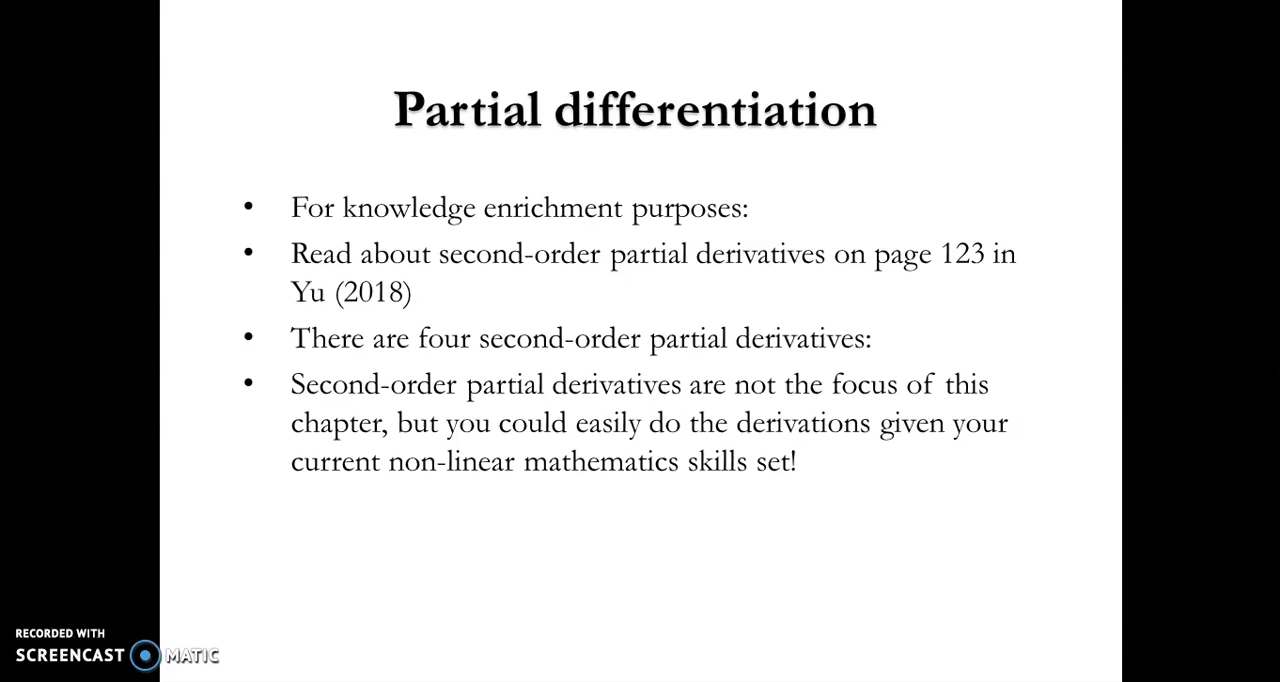 Partial differentiation
• For knowledge enrichment purposes:
• Read about second-order partial derivatives on page 123 in
Yu (2018)
• There are four second-order partial derivatives:
• Second-order partial derivatives are not the focus of this
chapter, but you could easily do the derivations given your
current non-linear mathematics skills set!
RECORDED WITH
SCREENCAST MATIC